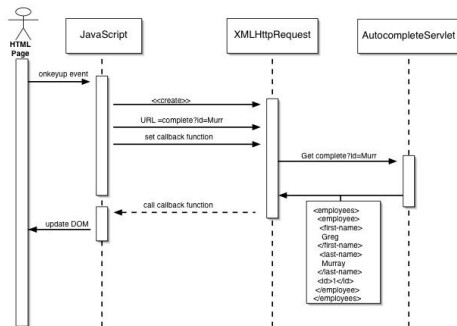 JavaScript
XMLHttpRequest
AutocompleteServlet
HTML
Page
onkeyup event
<<create>>
URL =complete?id=Murr
set callback function
Get complete?id=Murr
call callback function
update DOM
<employees>
<employee>
<first-name>
Greg
</first-name>
<last-name>
Murray
</last-name>
<id>1</id>
</employee>
</employees>